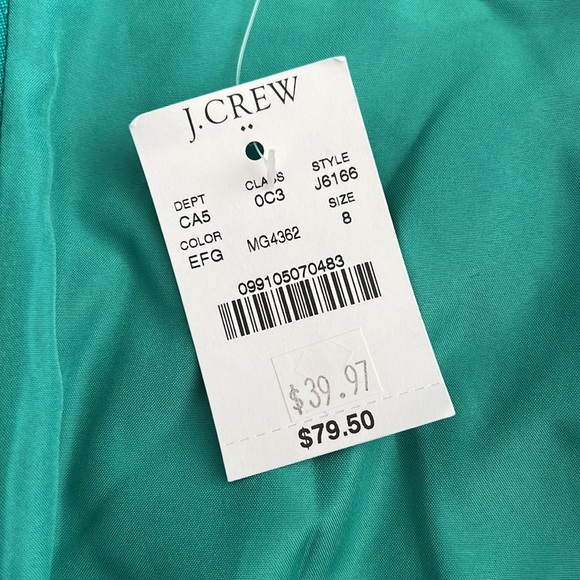 J.CREW
DEPT CLASS STYLE
CA5 0C3 J6166
COLOR SIZE
EFG MG4362 8
099105070483
$39.97
$79.50